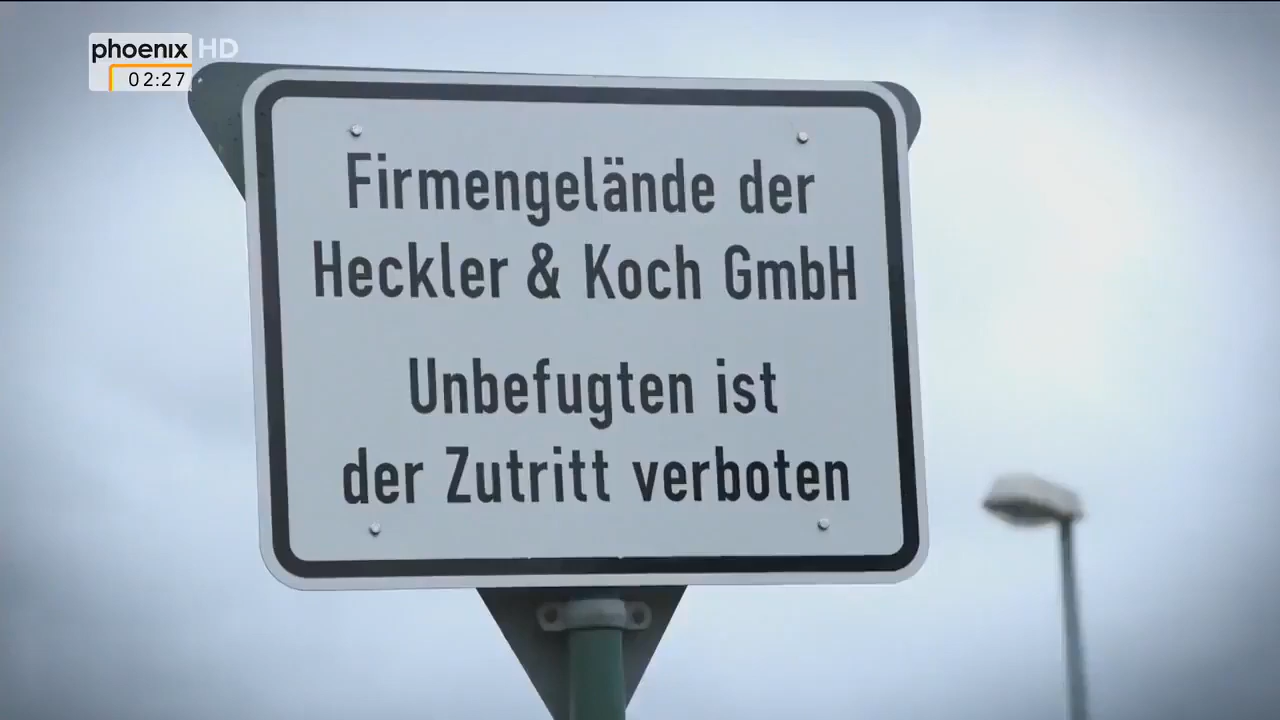 phoenix HD
02:27
Firmengelände der
Heckler & Koch GmbH
Unbefugten ist
der Zutritt verboten